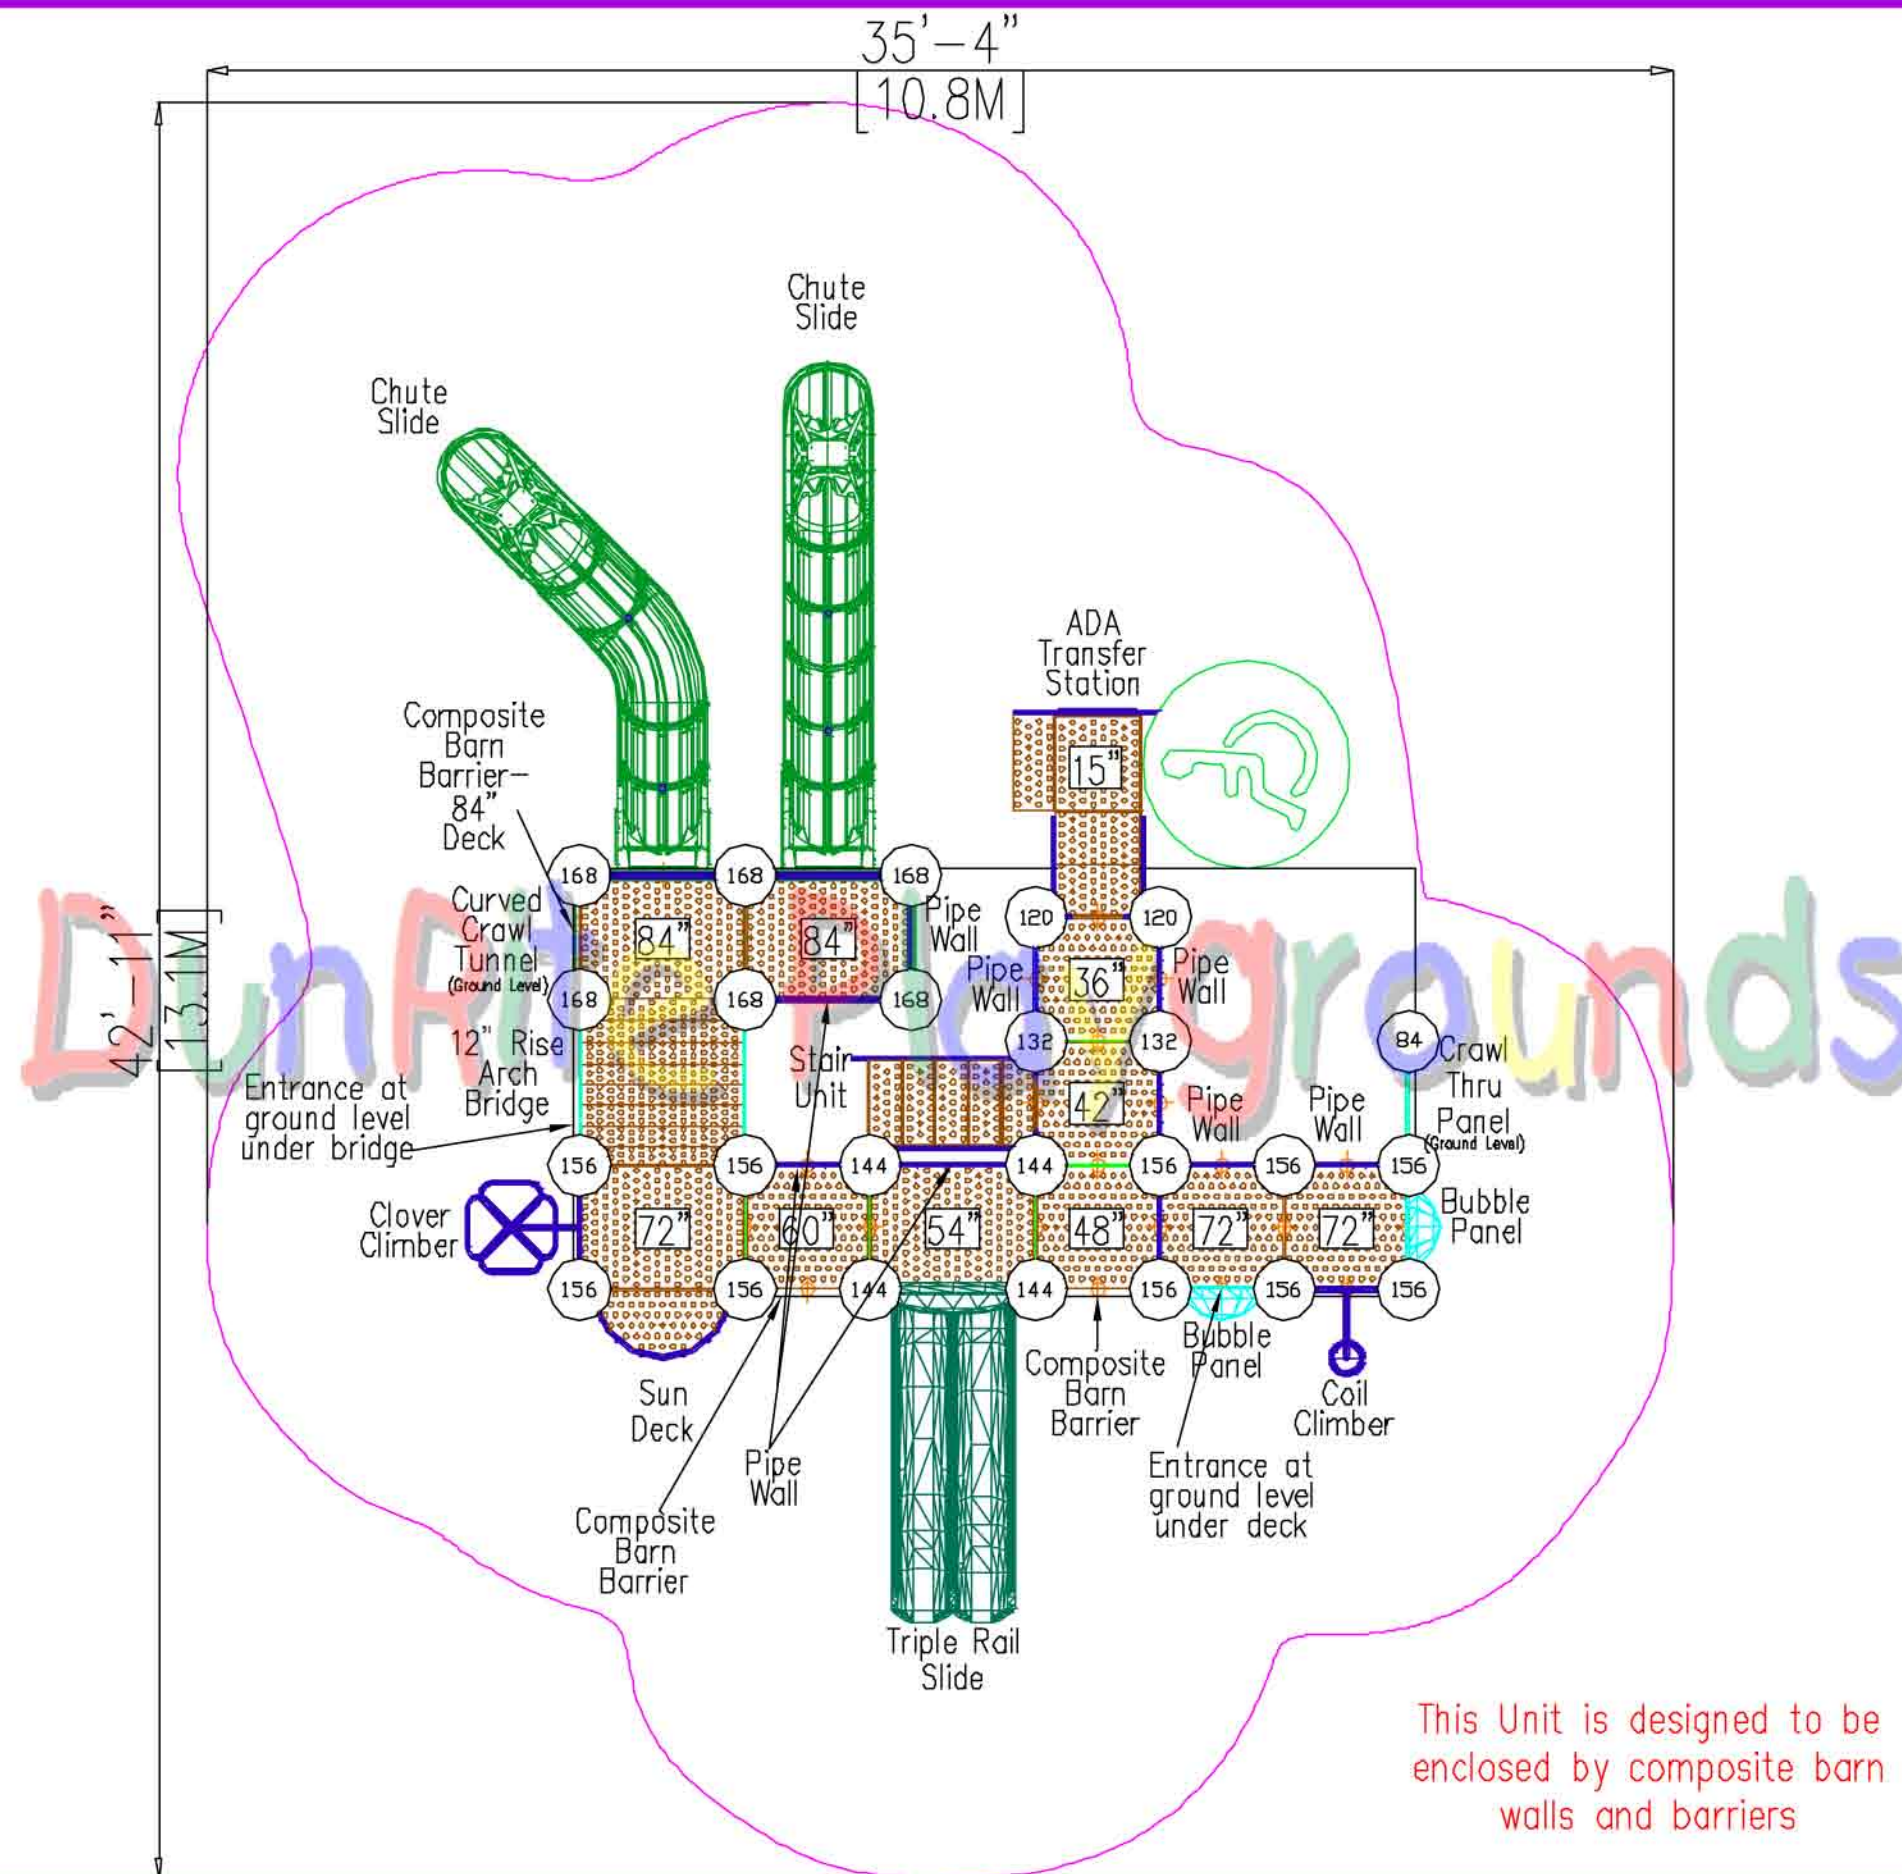 35'-4"
[10.8M]
Chute
Slide
Chute
Slide
ADA
Transfer
Station
15"
Composite
Barn
Barrier-
84"
Deck
168
168
168
Curved
Crawl
Tunnel
(Ground Level)
84"
84"
Pipe
Wall
120
120
Pipe
Wall
36"
Pipe
Wall
DunRite Playgrounds
42'-11"
[13.1M]
168
168
168
132
132
84
12" Rise
Arch
Bridge
Entrance at
ground level
under bridge
Stair
Unit
42"
Pipe
Wall
Pipe
Wall
Crawl
Thru
Panel
(Ground Level)
156
156
144
144
156
156
156
Clover
Climber
72"
60"
54"
48"
72"
72"
Bubble
Panel
156
156
144
144
156
156
156
Sun
Deck
Pipe
Wall
Composite
Barn
Barrier
Composite
Barn
Barrier
Bubble
Panel
Coil
Climber
Entrance at
ground level
under deck
Triple Rail
Slide
This Unit is designed to be
enclosed by composite barn
walls and barriers